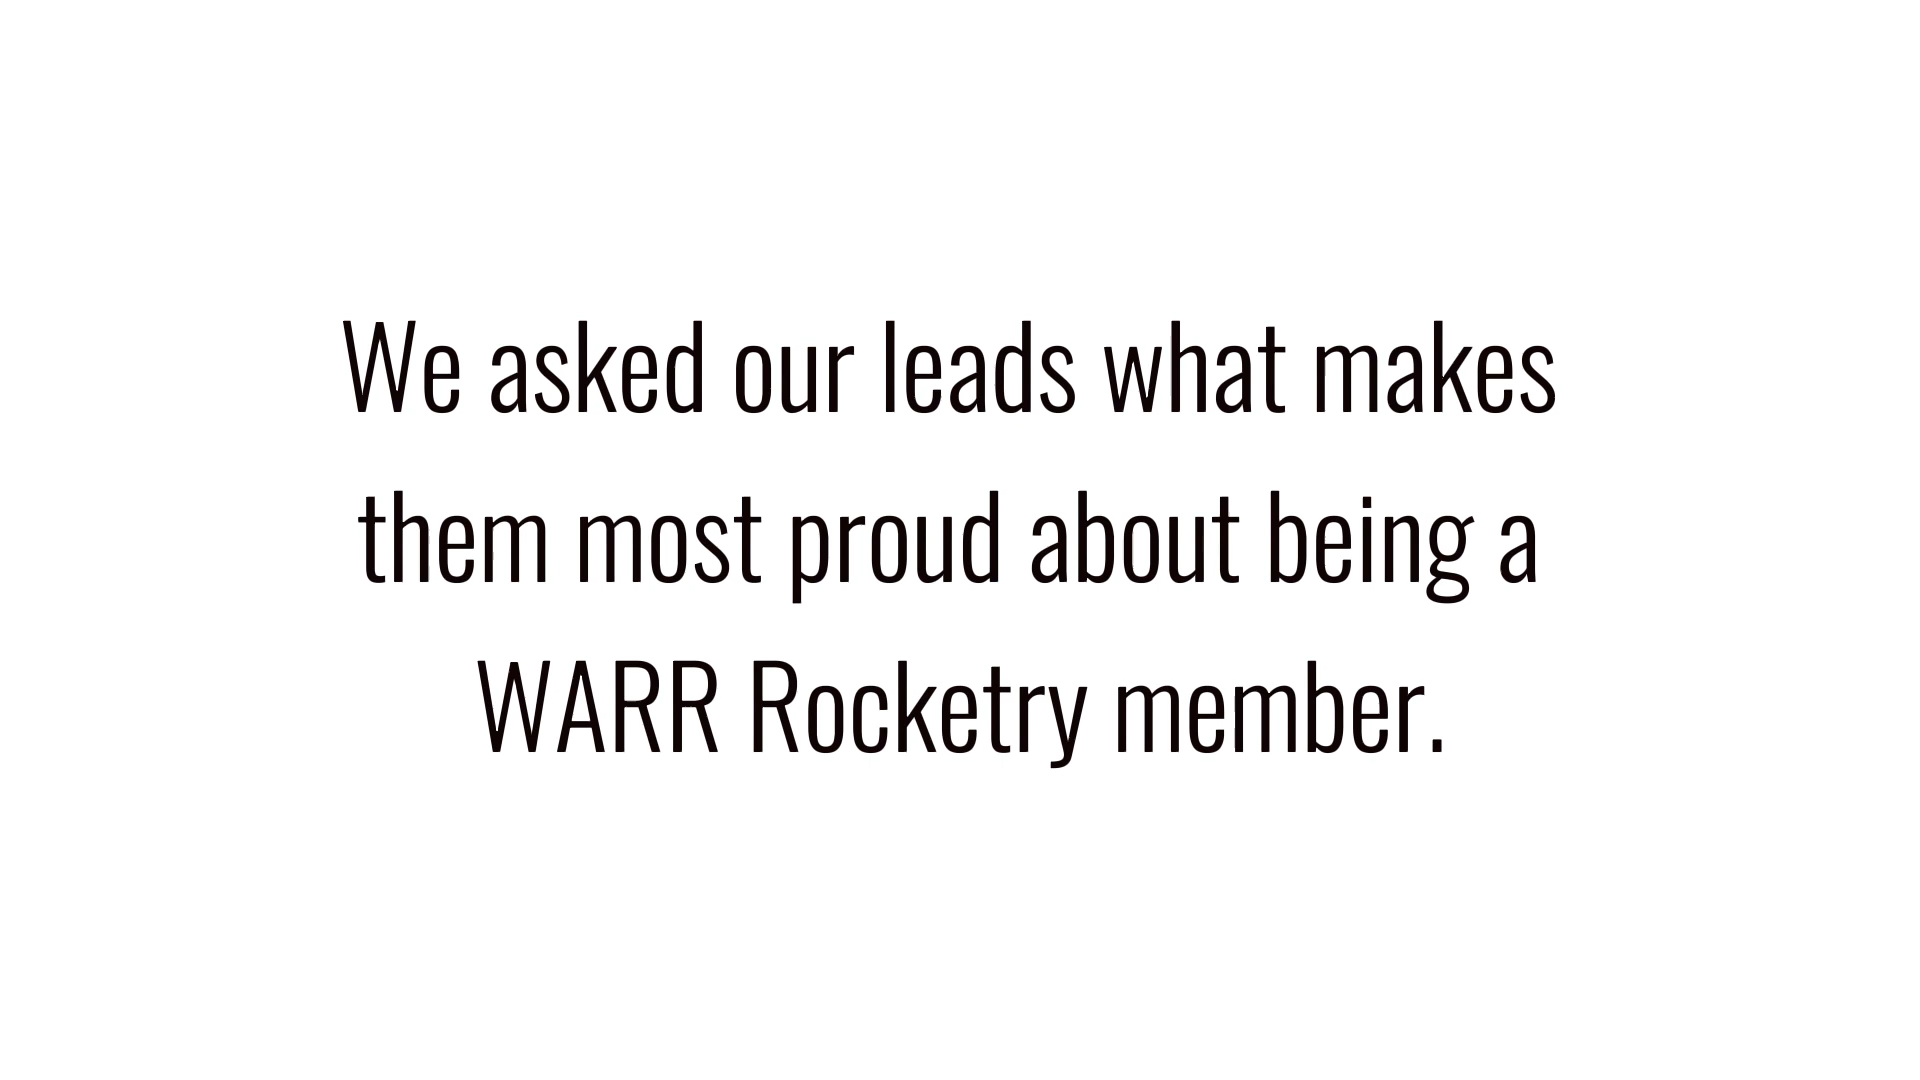 We asked our leads what makes
them most proud about being a
WARR Rocketry member.